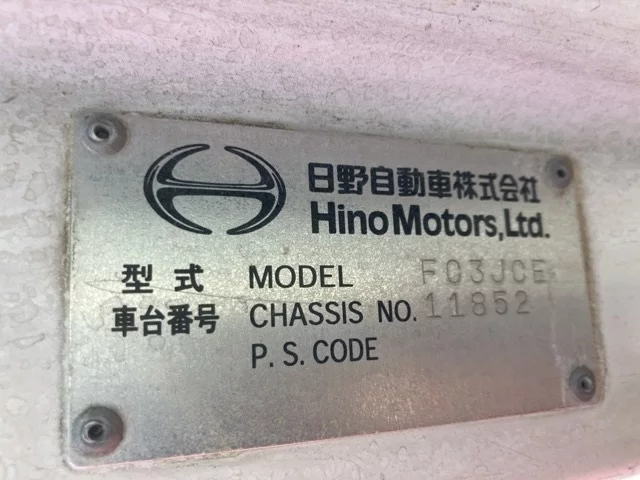 日野自動車株式会社
Hino Motors, Ltd.
型式 MODEL FC3JCE
車台番号 CHASSIS NO. 11852
P. S. CODE